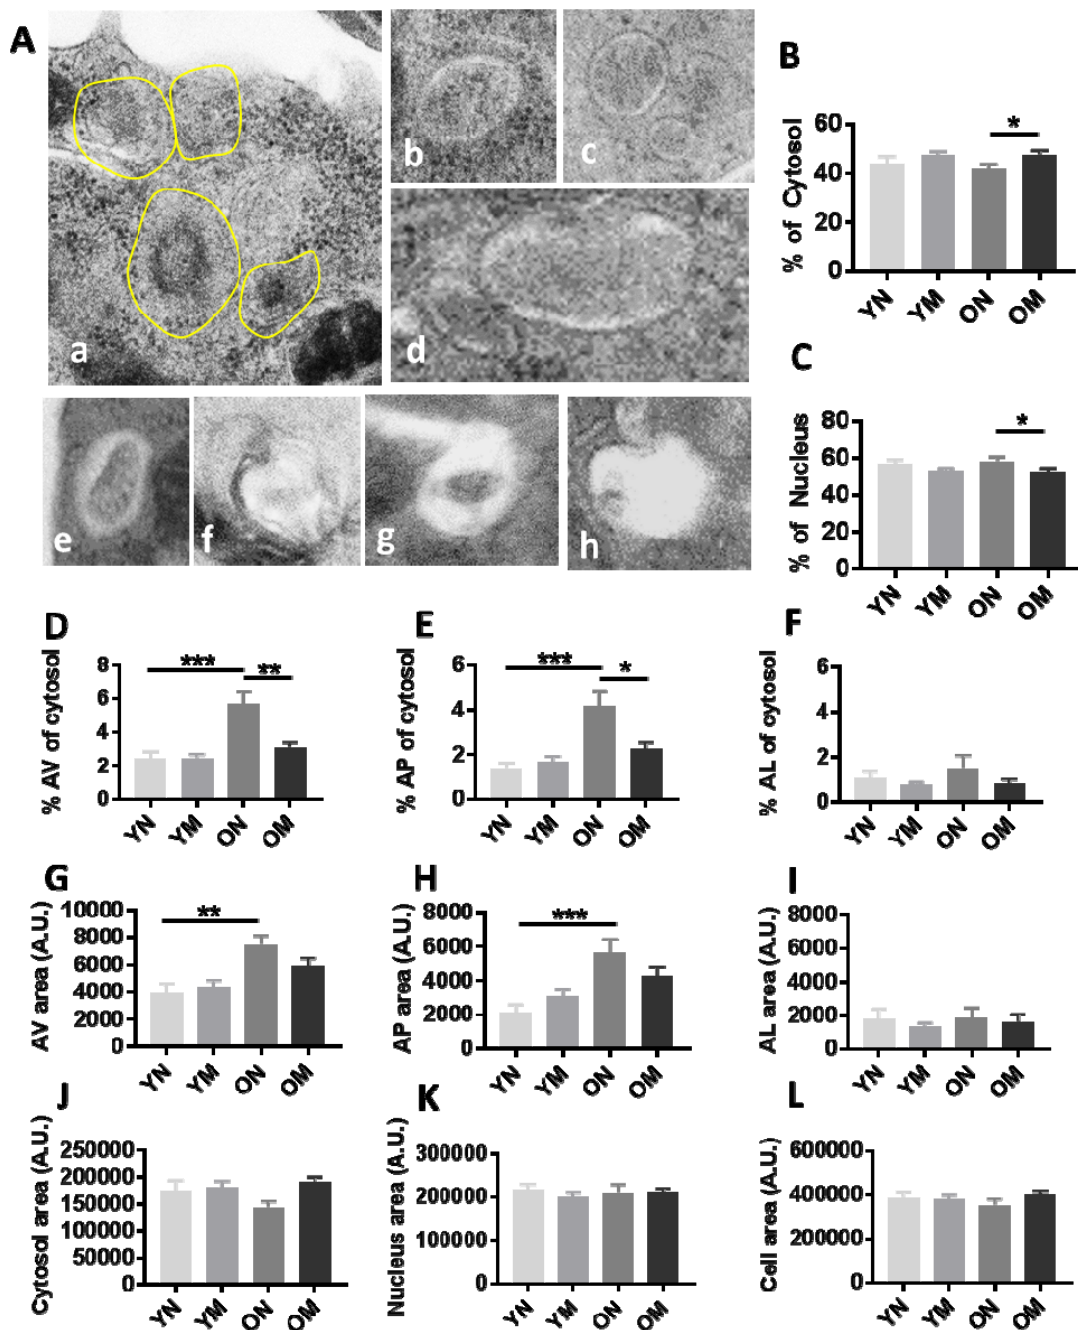 A
a
b
c
d
e
f
g
h
B
% of Cytosol
60
40
20
0
*
YN YM ON OM
C
% of Nucleus
80
60
40
20
0
*
YN YM ON OM
D
% AV of cytosol
8
6
4
2
0
*** **
YN YM ON OM
E
% AP of cytosol
6
4
2
0
*** *
YN YM ON OM
F
% AL of cytosol
6
4
2
0
YN YM ON OM
G
AV area (A.U.)
10000
8000
6000
4000
2000
0
**
YN YM ON OM
H
AP area (A.U.)
8000
6000
4000
2000
0
***
YN YM ON OM
I
AL area (A.U.)
8000
6000
4000
2000
0
YN YM ON OM
J
Cytosol area (A.U.)
250000
200000
150000
100000
50000
0
YN YM ON OM
K
Nucleus area (A.U.)
300000
200000
100000
0
YN YM ON OM
L
Cell area (A.U.)
600000
400000
200000
0
YN YM ON OM